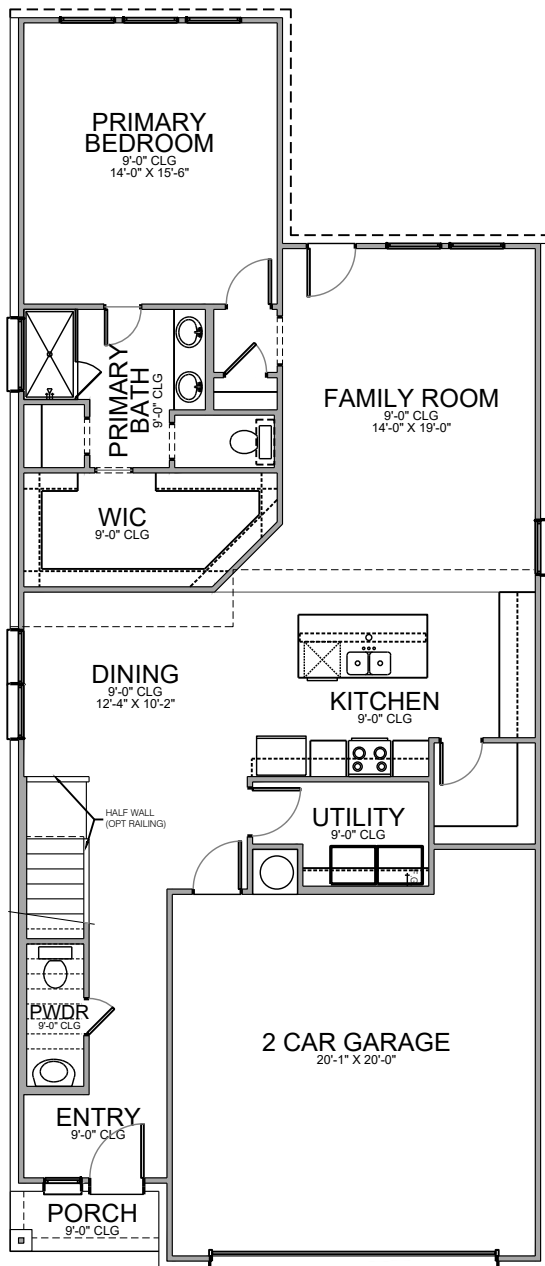 PRIMARY
BEDROOM
9'-0" CLG
14'-0" X 15'-6"
PRIMARY
BATH
9'-0" CLG
FAMILY ROOM
9'-0" CLG
14'-0" X 19'-0"
WIC
9'-0" CLG
DINING
9'-0" CLG
12'-4" X 10'-2"
KITCHEN
9'-0" CLG
HALF WALL
(OPT RAILING)
UTILITY
9'-0" CLG
PWDR
9'-0" CLG
2 CAR GARAGE
20'-1" X 20'-0"
ENTRY
9'-0" CLG
PORCH
9'-0" CLG